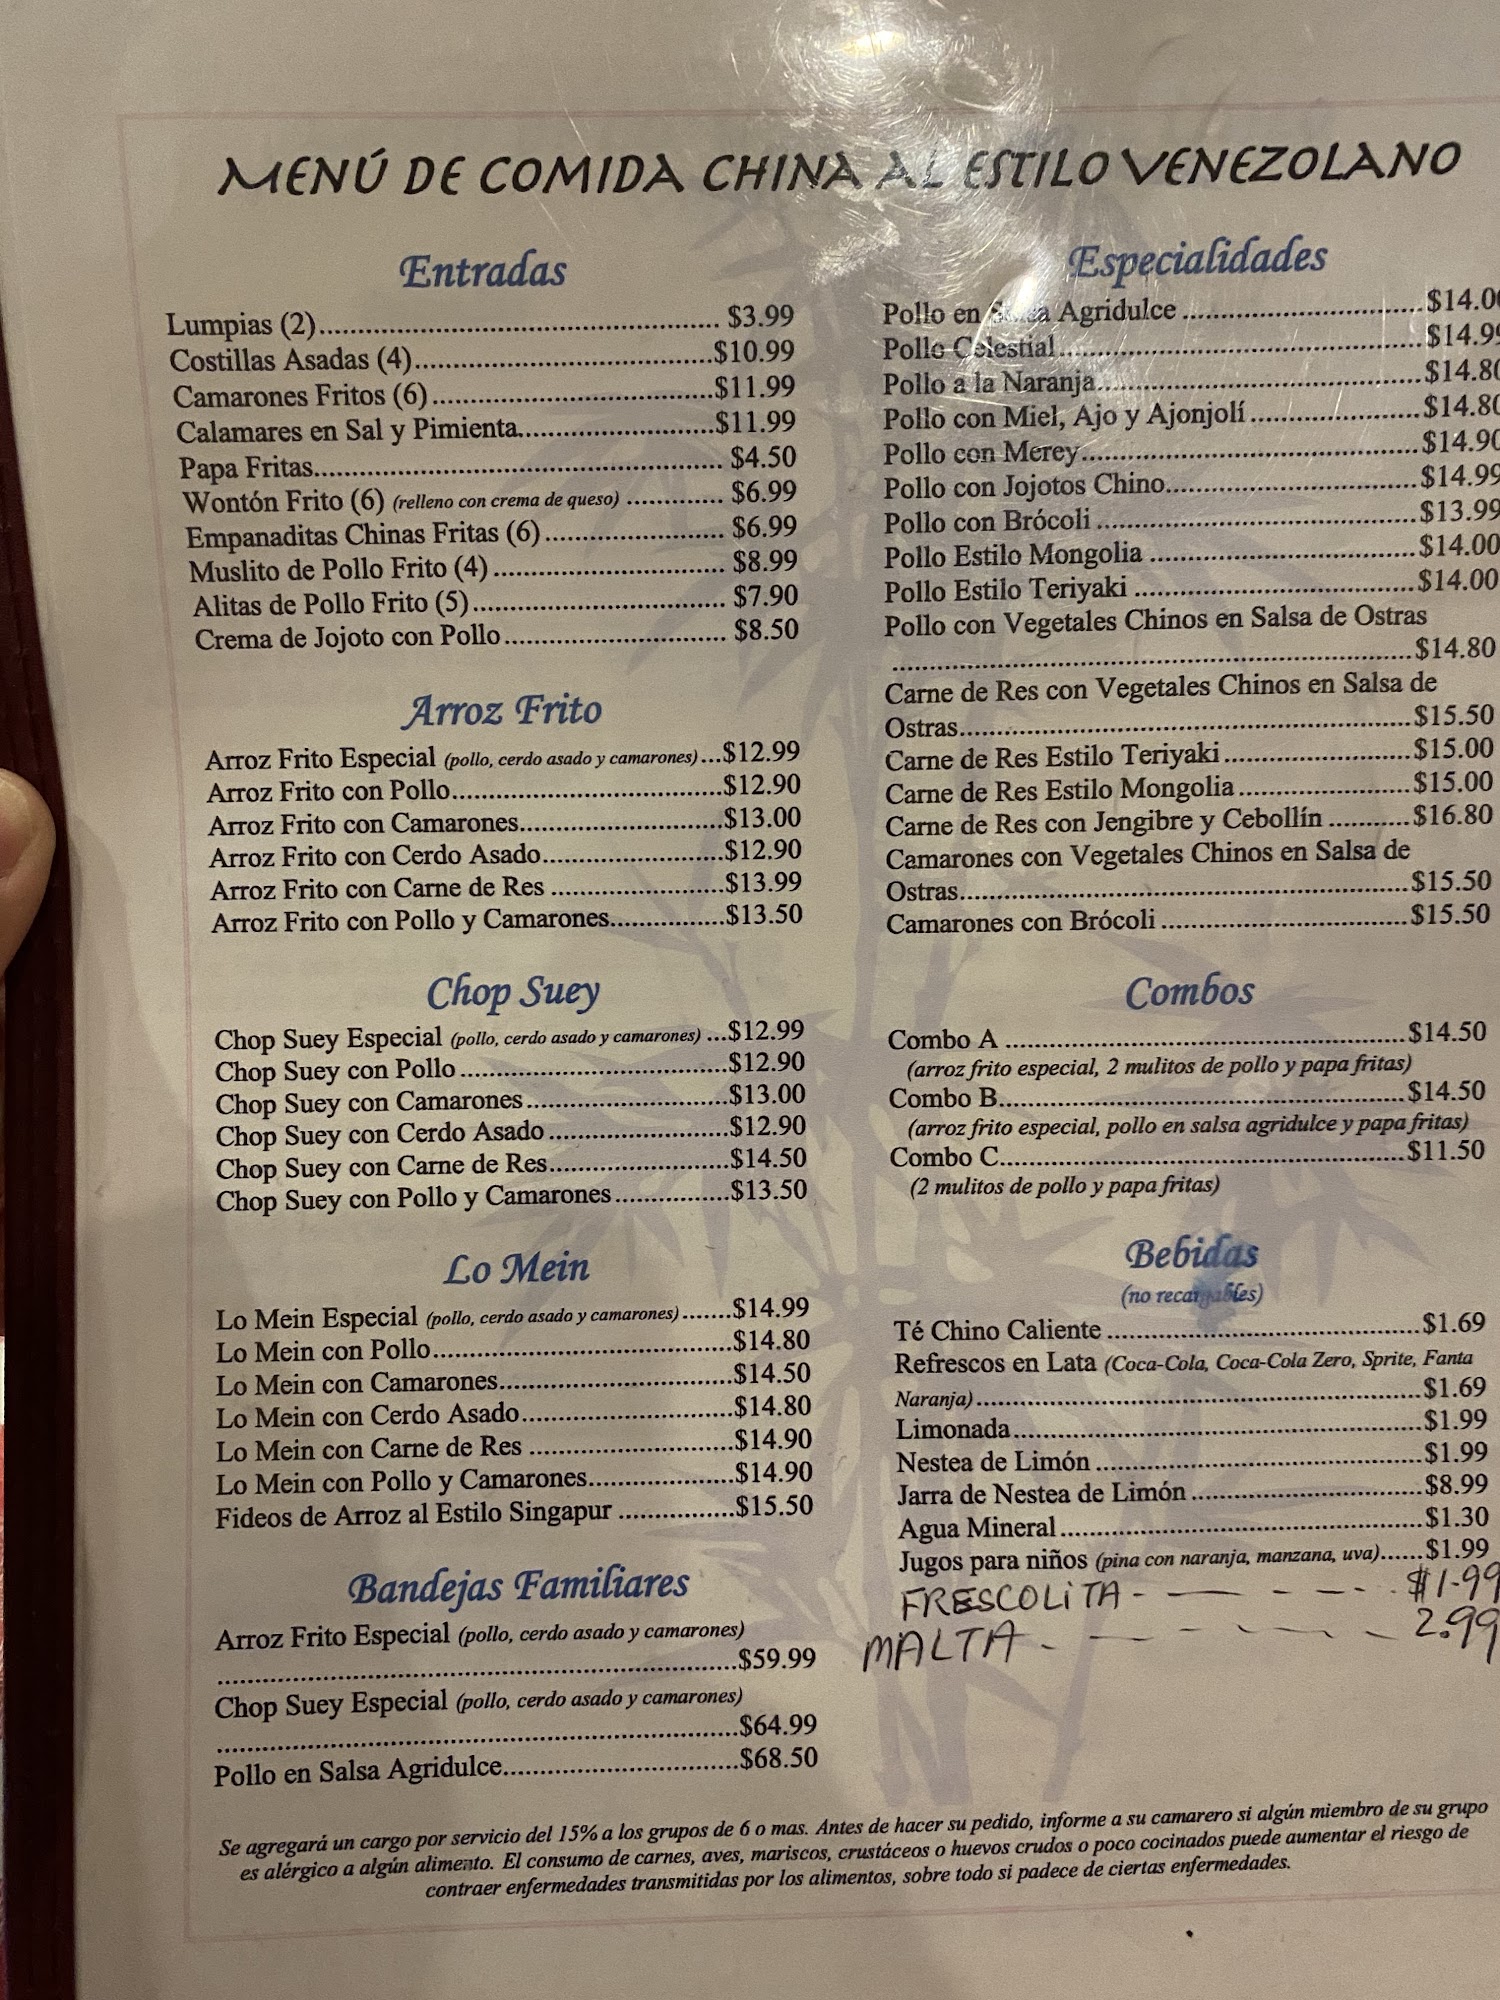 MENÚ DE COMIDA CHINA AL ESTILO VENEZOLANO
Entradas
Lumpias (2)........ $3.99
Costillas Asadas (4)........$10.99
Camarones Fritos (6)........$11.99
Calamares en Sal y Pimienta........$11.99
Papa Fritas........ $4.50
Wontón Frito (6) (relleno con crema de queso) ........ $6.99
Empanaditas Chinas Fritas (6)........ $6.99
Muslito de Pollo Frito (4)........ $8.99
Alitas de Pollo Frito (5)........ $7.90
Crema de Jojoto con Pollo........ $8.50
Arroz Frito
Arroz Frito Especial (pollo, cerdo asado y camarones)...$12.99
Arroz Frito con Pollo........$12.90
Arroz Frito con Camarones........$13.00
Arroz Frito con Cerdo Asado........$12.90
Arroz Frito con Carne de Res ........$13.99
Arroz Frito con Pollo y Camarones........$13.50
Chop Suey
Chop Suey Especial (pollo, cerdo asado y camarones) ...$12.99
Chop Suey con Pollo........$12.90
Chop Suey con Camarones........$13.00
Chop Suey con Cerdo Asado........$12.90
Chop Suey con Carne de Res........$14.50
Chop Suey con Pollo y Camarones........$13.50
Lo Mein
Lo Mein Especial (pollo, cerdo asado y camarones).......$14.99
Lo Mein con Pollo........$14.80
Lo Mein con Camarones........$14.50
Lo Mein con Cerdo Asado........$14.80
Lo Mein con Carne de Res ........$14.90
Lo Mein con Pollo y Camarones........$14.90
Fideos de Arroz al Estilo Singapur ........$15.50
Bandejas Familiares
Arroz Frito Especial (pollo, cerdo asado y camarones)
........$59.99
Chop Suey Especial (pollo, cerdo asado y camarones)
........$64.99
Pollo en Salsa Agridulce........$68.50
Especialidades
Pollo en Salsa Agridulce ........$14.00
Pollo Celestial........$14.99
Pollo a la Naranja........$14.80
Pollo con Miel, Ajo y Ajonjolí........$14.80
Pollo con Merey........$14.90
Pollo con Jojotos Chino........$14.99
Pollo con Brócoli ........$13.99
Pollo Estilo Mongolia ........$14.00
Pollo Estilo Teriyaki ........$14.00
Pollo con Vegetales Chinos en Salsa de Ostras
........$14.80
Carne de Res con Vegetales Chinos en Salsa de
Ostras........$15.50
Carne de Res Estilo Teriyaki........$15.00
Carne de Res Estilo Mongolia........$15.00
Carne de Res con Jengibre y Cebollín ........$16.80
Camarones con Vegetales Chinos en Salsa de
Ostras........$15.50
Camarones con Brócoli ........$15.50
Combos
Combo A ........$14.50
(arroz frito especial, 2 mulitos de pollo y papa fritas)
Combo B........$14.50
(arroz frito especial, pollo en salsa agridulce y papa fritas)
Combo C........$11.50
(2 mulitos de pollo y papa fritas)
Bebidas
(no recargables)
Té Chino Caliente ........$1.69
Refrescos en Lata (Coca-Cola, Coca-Cola Zero, Sprite, Fanta
Naranja)........$1.69
Limonada........$1.99
Nestea de Limón ........$1.99
Jarra de Nestea de Limón ........$8.99
Agua Mineral........$1.30
Jugos para niños (pina con naranja, manzana, uva)......$1.99
FRESCOLITA - — - - - $1.99
MALTA - — - - - 2.99
Se agregará un cargo por servicio del 15% a los grupos de 6 o mas. Antes de hacer su pedido, informe a su camarero si algún miembro de su grupo
es alérgico a algún alimento. El consumo de carnes, aves, mariscos, crustáceos o huevos crudos o poco cocinados puede aumentar el riesgo de
contraer enfermedades transmitidas por los alimentos, sobre todo si padece de ciertas enfermedades.